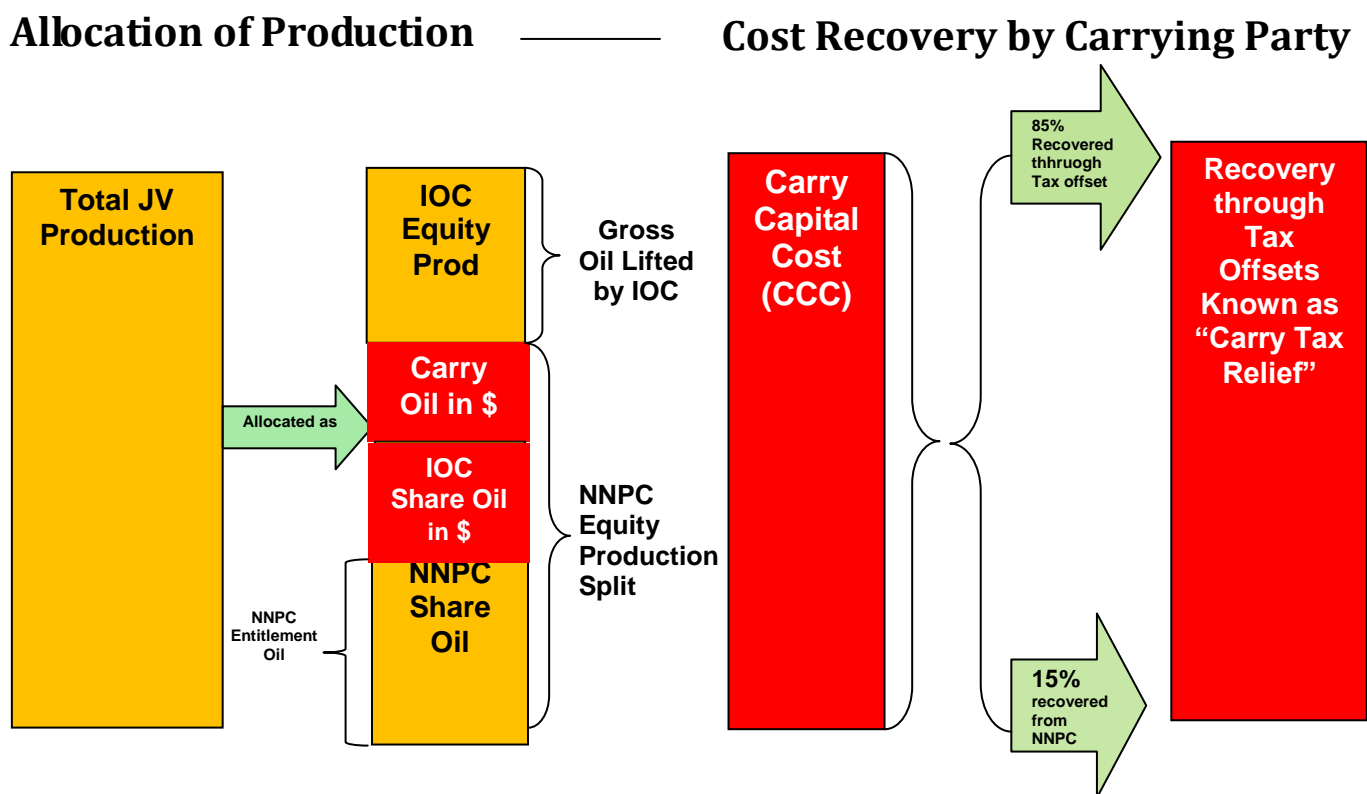 Allocation of Production
Cost Recovery by Carrying Party
Total JV
Production
Allocated as
IOC
Equity
Prod
Carry
Oil in $
IOC
Share Oil
in $
NNPC
Share
Oil
NNPC
Entitlement
Oil
Gross
Oil Lifted
by IOC
NNPC
Equity
Production
Split
Carry
Capital
Cost
(CCC)
85%
Recovered
thhruogh
Tax offset
15%
recovered
from
NNPC
Recovery
through
Tax
Offsets
Known as
“Carry Tax
Relief”